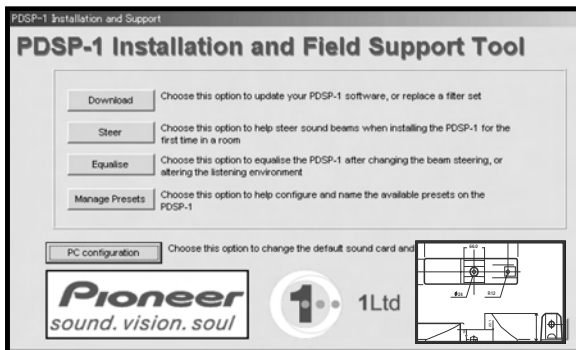 PDSP-1 Installation and Support
PDSP-1 Installation and Field Support Tool
Download
Choose this option to update your PDSP-1 software, or replace a filter set
Steer
Choose this option to help steer sound beams when installing the PDSP-1 for the
first time in a room
Equalise
Choose this option to equalise the PDSP-1 after changing the beam steering, or
altering the listening environment
Manage Presets
Choose this option to help configure and name the available presets on the
PDSP-1
PC configuration
Choose this option to change the default sound card and
Pioneer
sound.vision.soul
1
1Ltd
R12